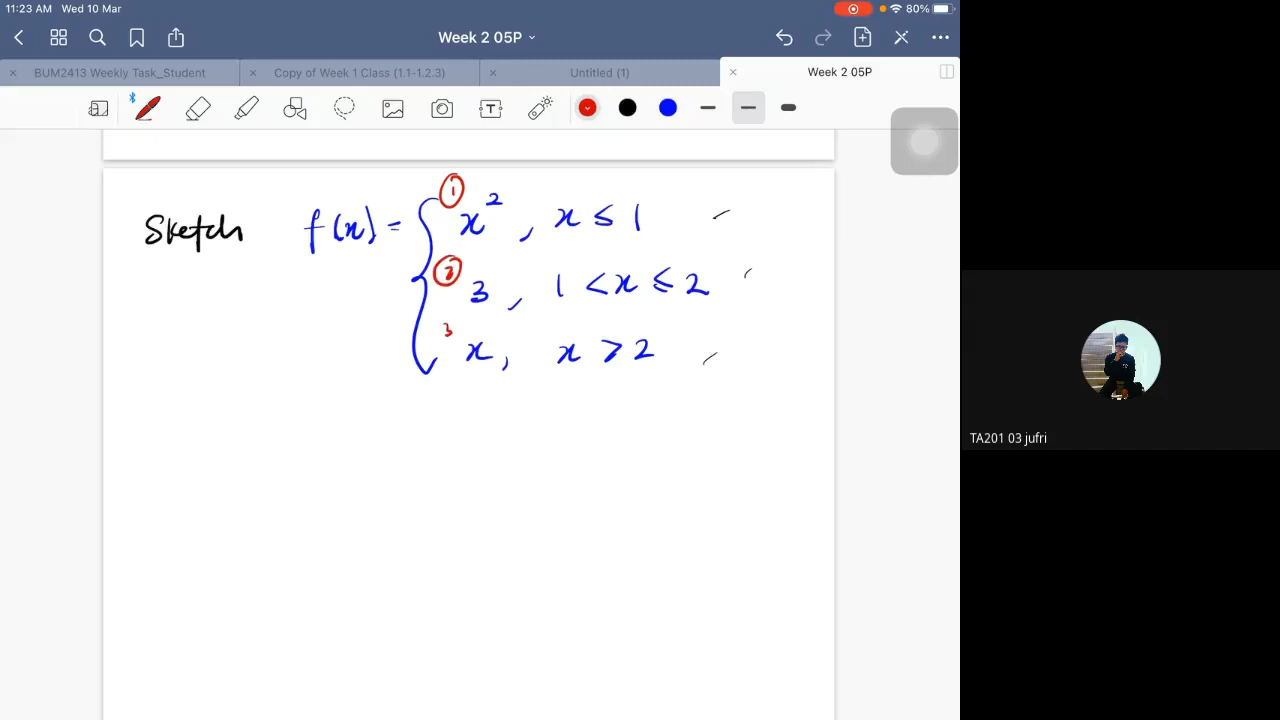 11:23 AM Wed 10 Mar
80%
Week 2 05P
BUM2413 Weekly Task_Student
Copy of Week 1 Class (1.1-1.2.3)
Untitled (1)
Week 2 05P
T
Sketch f(x) = { ① x², x ≤ 1
② 3, 1 < x ≤ 2
3 x, x > 2
TA201 03 jufri